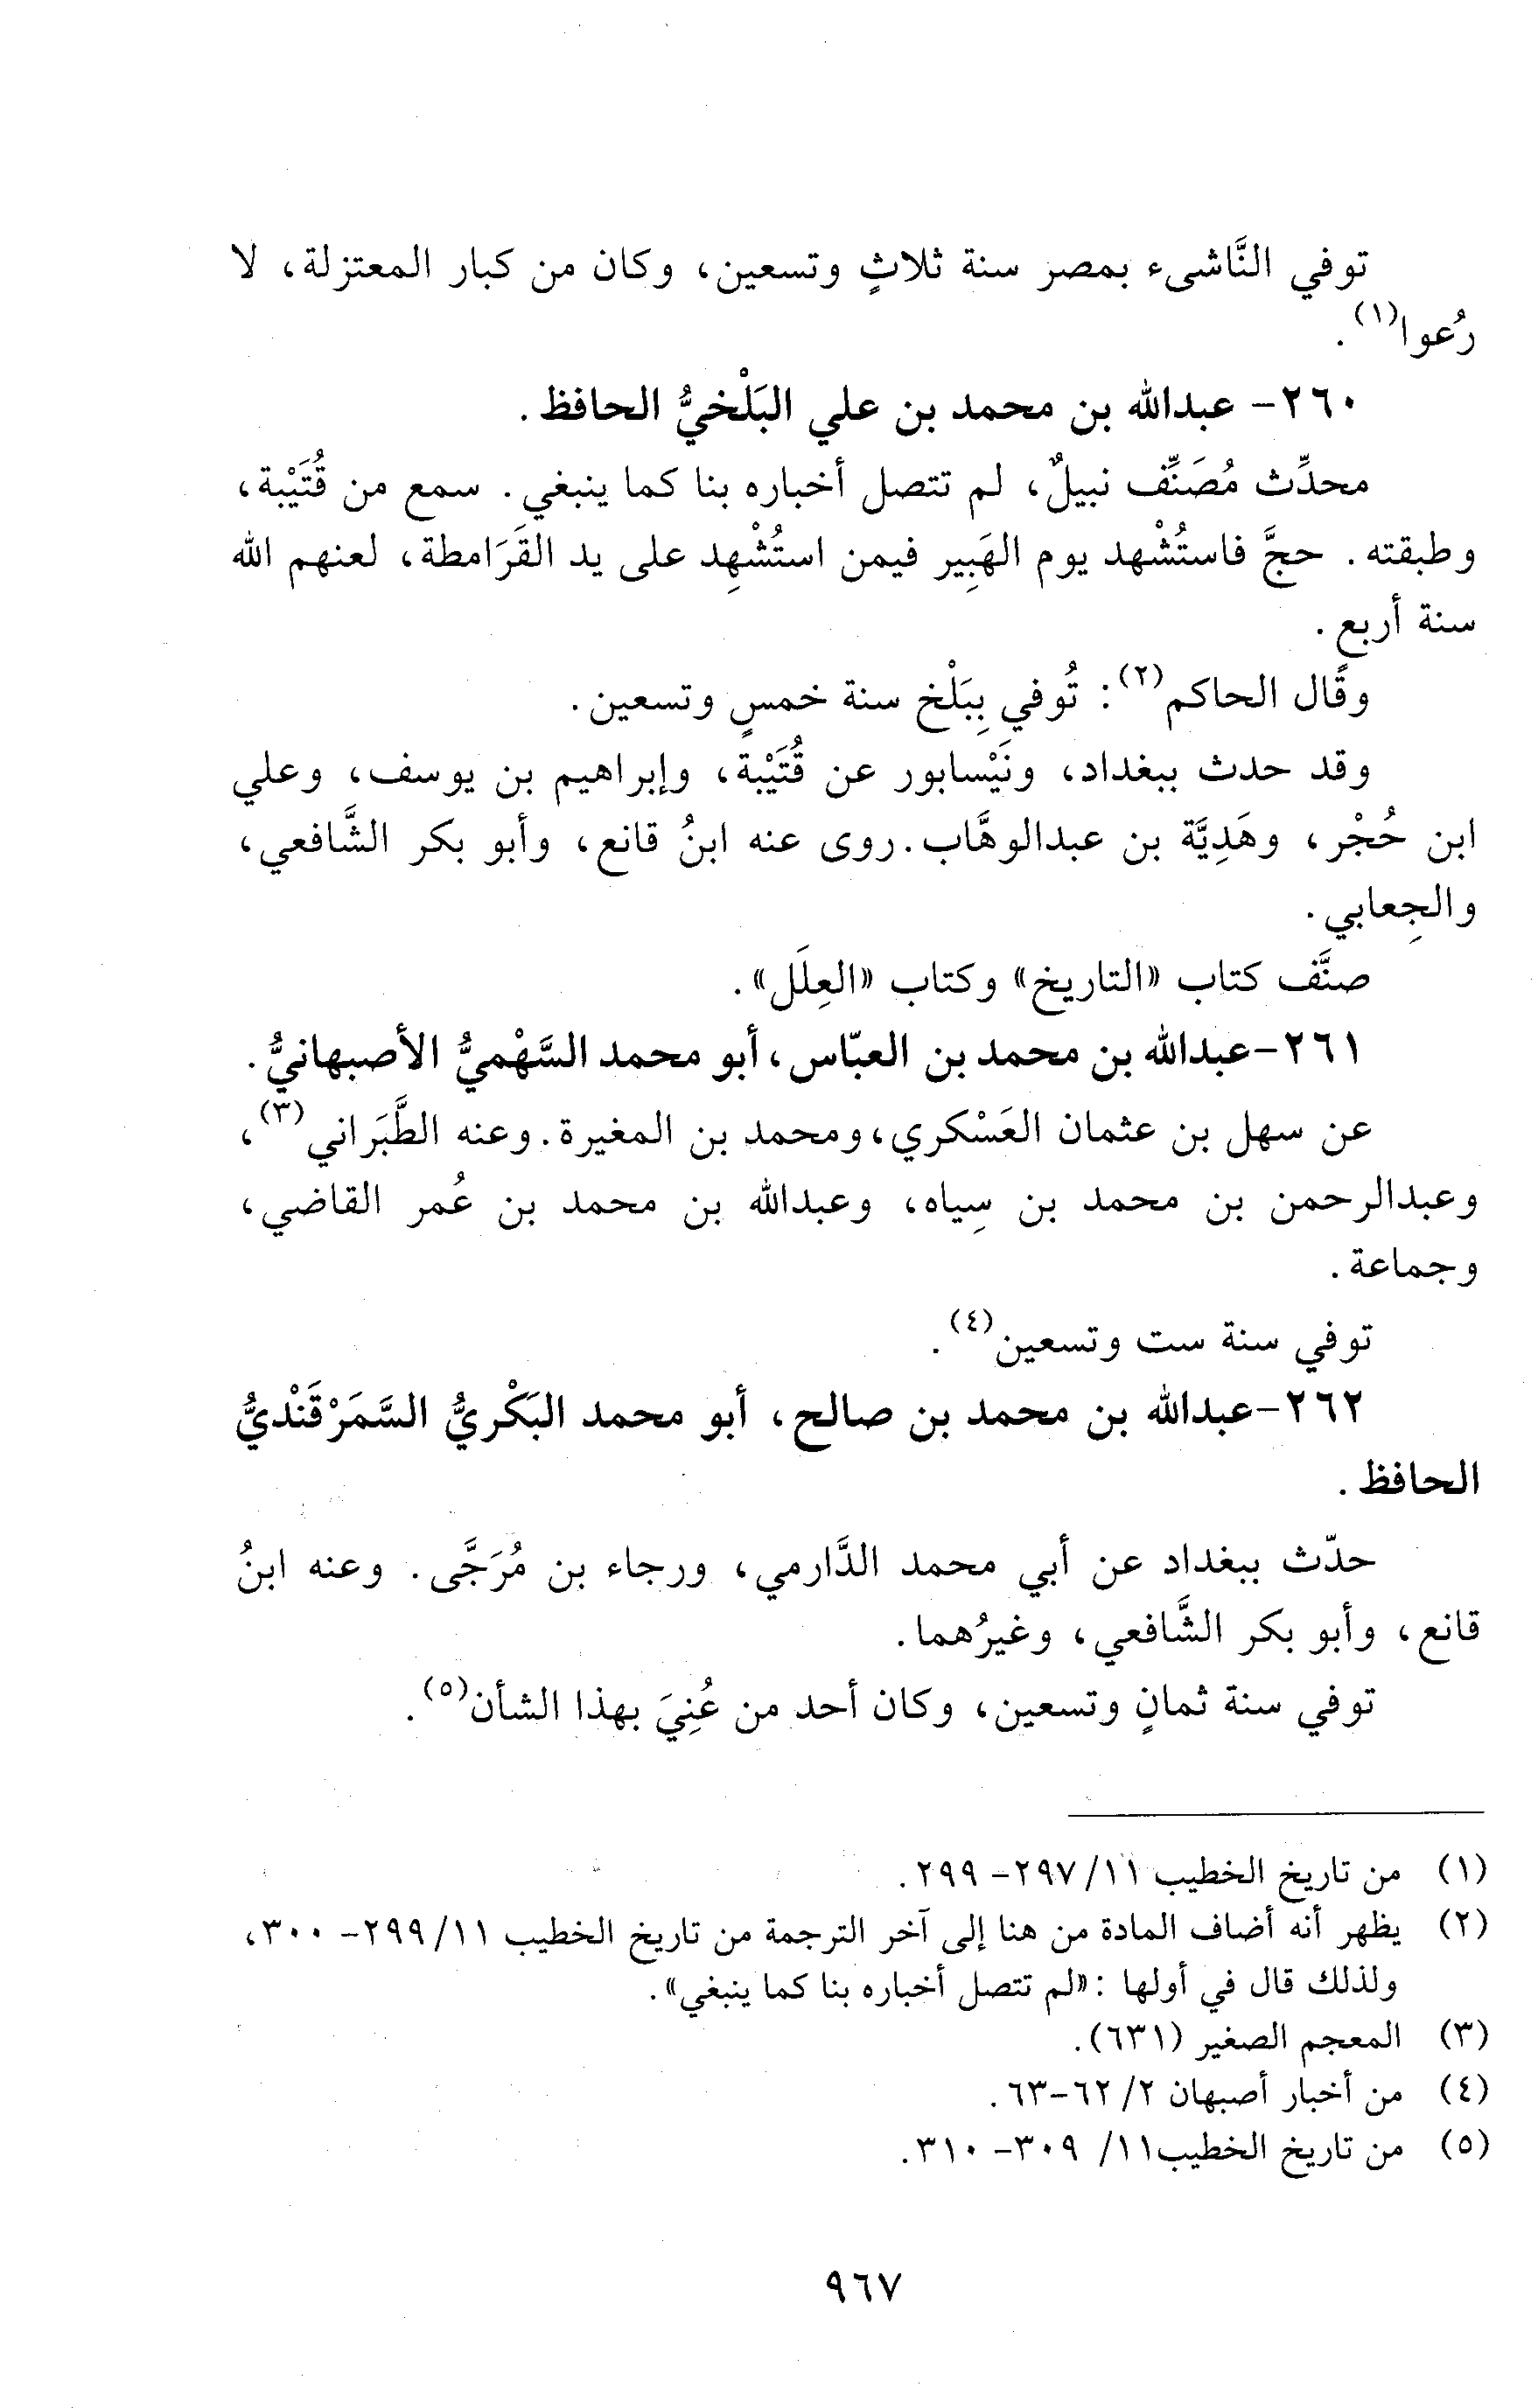 توفي النَّاشىء بمصر سنة ثلاثٍ وتسعين، وكان من كبار المعتزلة، لا
رُعوا(١).
٢٦٠- عبدالله بن محمد بن علي البَلْخيُّ الحافظ.
محدِّث مُصَنِّف نبيلٌ، لم تتصل أخباره بنا كما ينبغي. سمع من قُتَيْبة،
وطبقته. حجَّ فاستُشْهد يوم الهَبِير فيمن استُشْهِد على يد القَرَامطة، لعنهم الله
سنة أربعٍ.
وقال الحاكم(٢): تُوفي بِبَلْخ سنة خمسٍ وتسعين.
وقد حدث ببغداد، ونَيْسابور عن قُتَيْبة، وإبراهيم بن يوسف، وعلي
ابن حُجْر، وهَدِيَّة بن عبدالوهَّاب. روى عنه ابنُ قانع، وأبو بكر الشَّافعي،
والجِعابي.
صنَّف كتاب «التاريخ» وكتاب «العِلَل».
٢٦١- عبدالله بن محمد بن العبّاس، أبو محمد السَّهْميُّ الأصبهانيُّ.
عن سهل بن عثمان العَسْكري، ومحمد بن المغيرة. وعنه الطَّبَراني(٣)،
وعبدالرحمن بن محمد بن سِياه، وعبدالله بن محمد بن عُمر القاضي،
وجماعة.
توفي سنة ست وتسعين(٤).
٢٦٢- عبدالله بن محمد بن صالح، أبو محمد البَكْريُّ السَّمَرْقَنْديُّ
الحافظ.
حدّث ببغداد عن أبي محمد الدَّارمي، ورجاء بن مُرَجَّى. وعنه ابنُ
قانع، وأبو بكر الشَّافعي، وغيرُهما.
توفي سنة ثمانٍ وتسعين، وكان أحد من عُنِيَ بهذا الشأن(٥).
(١) من تاريخ الخطيب ١١/ ٢٩٧- ٢٩٩.
(٢) يظهر أنه أضاف المادة من هنا إلى آخر الترجمة من تاريخ الخطيب ١١/ ٢٩٩- ٣٠٠،
ولذلك قال في أولها: «لم تتصل أخباره بنا كما ينبغي».
(٣) المعجم الصغير (٦٣١).
(٤) من أخبار أصبهان ٢/ ٦٢-٦٣.
(٥) من تاريخ الخطيب ١١/ ٣٠٩- ٣١٠.
٩٦٧